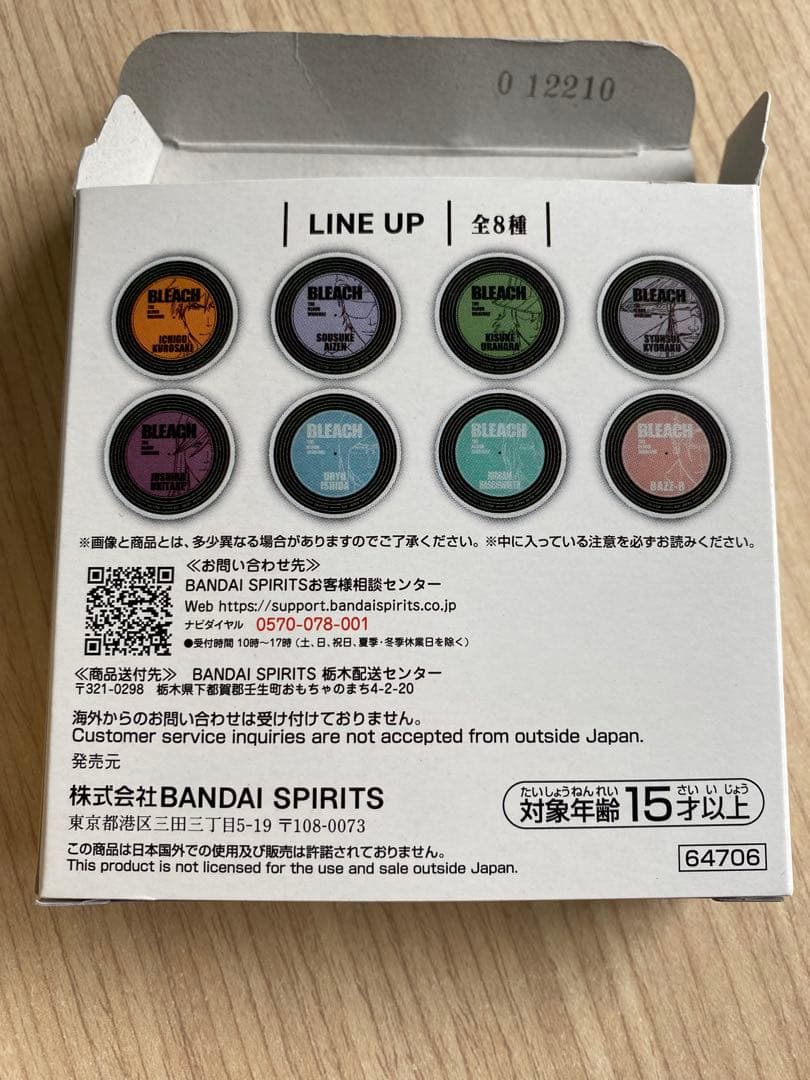 0 12210
LINE UP 全8種
BLEACH
ICHIGO
KUROSAKI
BLEACH
SOUSUKE
AIZEN
BLEACH
KISUKE
URAHARA
BLEACH
SYUNSUI
KYORAKU
BLEACH
BLEACH
URYU
ISHIDA
BLEACH
BLEACH
BAZZ-B
※画像と商品とは、多少異なる場合がありますのでご了承ください。※中に入っている注意を必ずお読みください。
≪お問い合わせ先≫
BANDAI SPIRITSお客様相談センター
Web https://support.bandaispirits.co.jp
ナビダイヤル 0570-078-001
●受付時間 10時～17時（土、日、祝日、夏季・冬季休業日を除く）
≪商品送付先≫ BANDAI SPIRITS 栃木配送センター
〒321-0298 栃木県下都賀郡壬生町おもちゃのまち4-2-20
海外からのお問い合わせは受け付けておりません。
Customer service inquiries are not accepted from outside Japan.
発売元
株式会社BANDAI SPIRITS
東京都港区三田三丁目5-19 〒108-0073
たいしょうねんれい さいいじょう
対象年齢15才以上
この商品は日本国外での使用及び販売は許諾されておりません。
This product is not licensed for the use and sale outside Japan.
64706